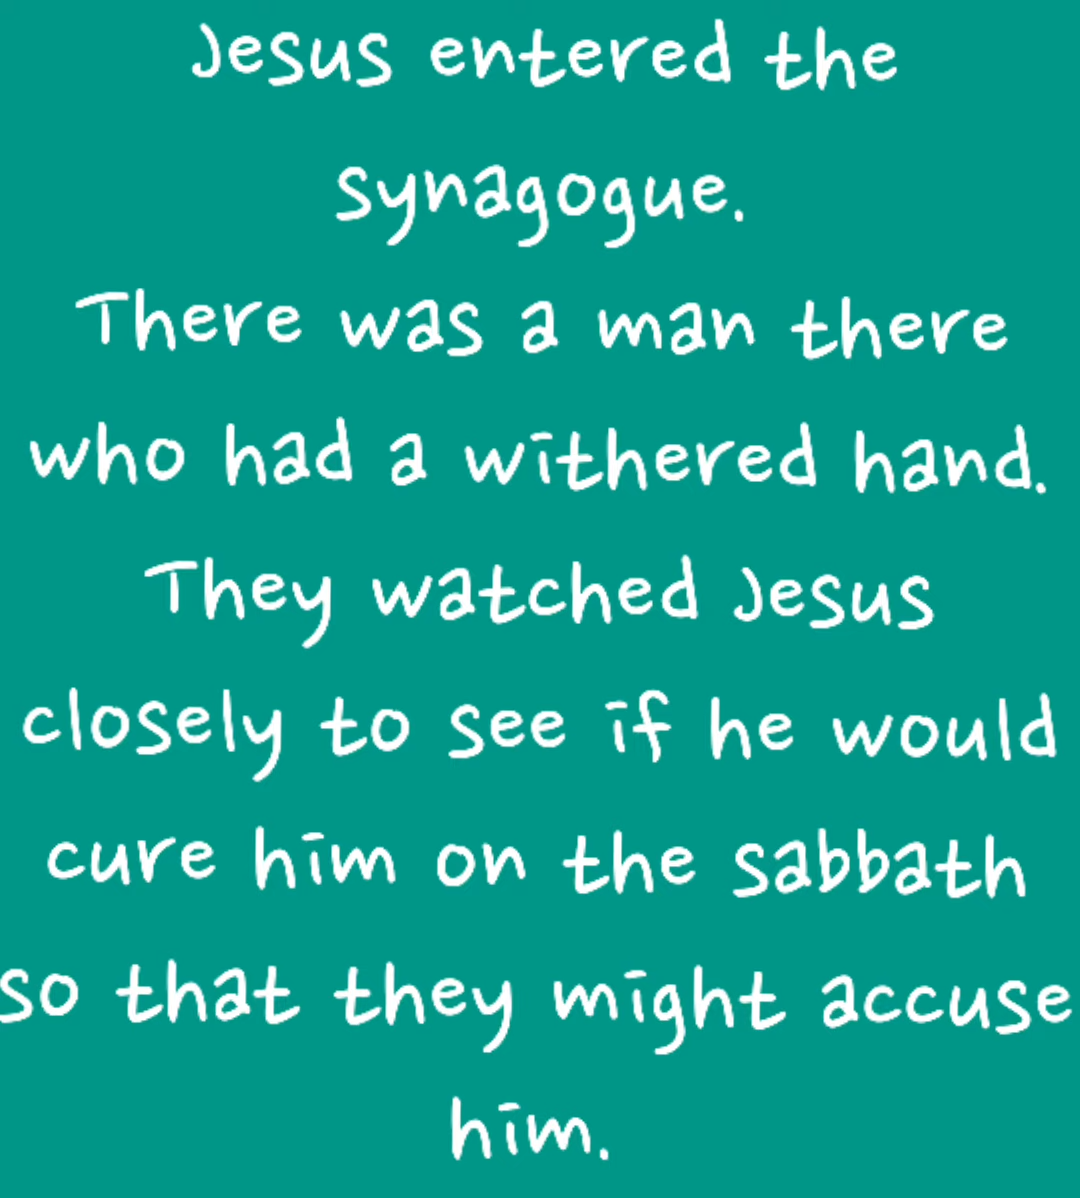 Jesus entered the
synagogue.
There was a man there
who had a withered hand.
They watched Jesus
closely to see if he would
cure him on the sabbath
so that they might accuse
him.